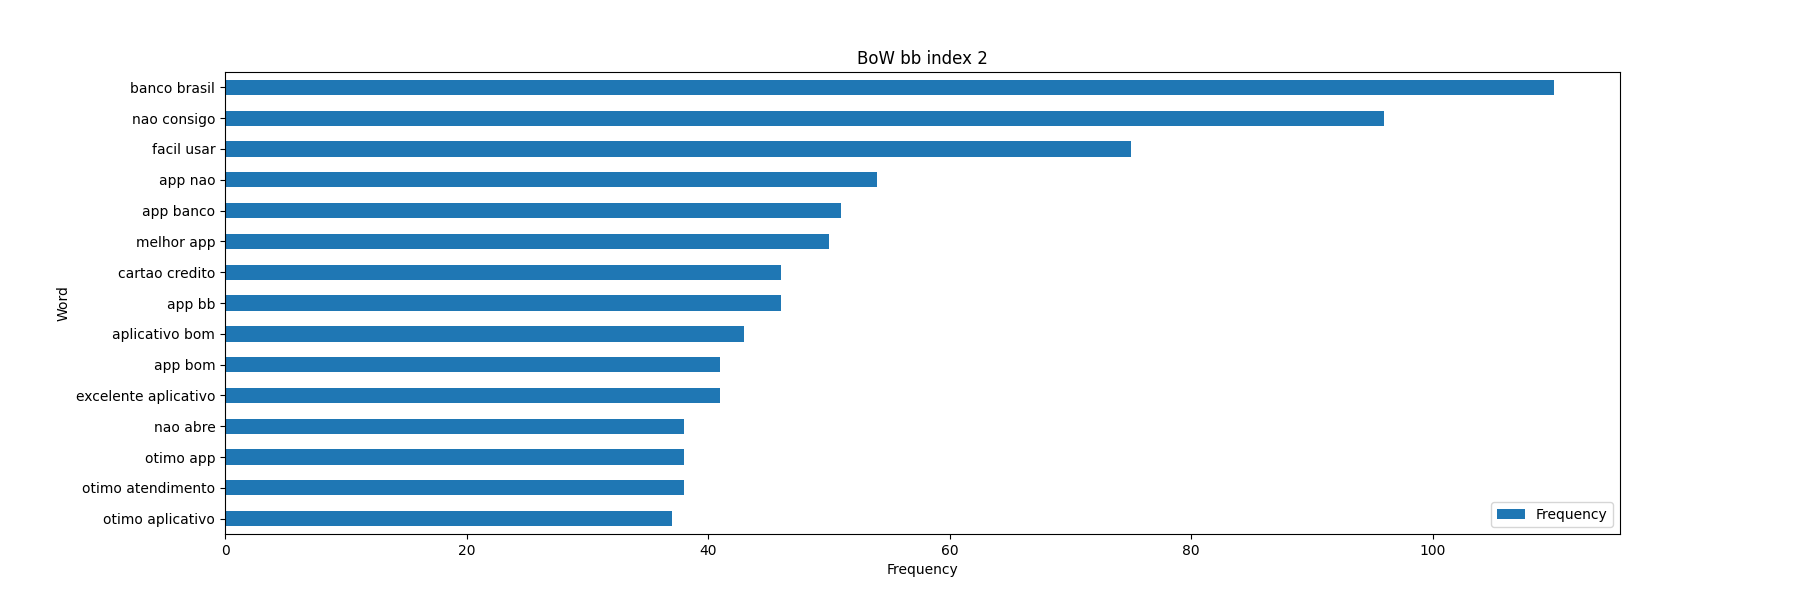 BoW bb index 2
banco brasil
nao consigo
facil usar
app nao
app banco
melhor app
cartao credito
app bb
aplicativo bom
app bom
excelente aplicativo
nao abre
otimo app
otimo atendimento
otimo aplicativo
Word
Frequency
0 20 40 60 80 100
Frequency